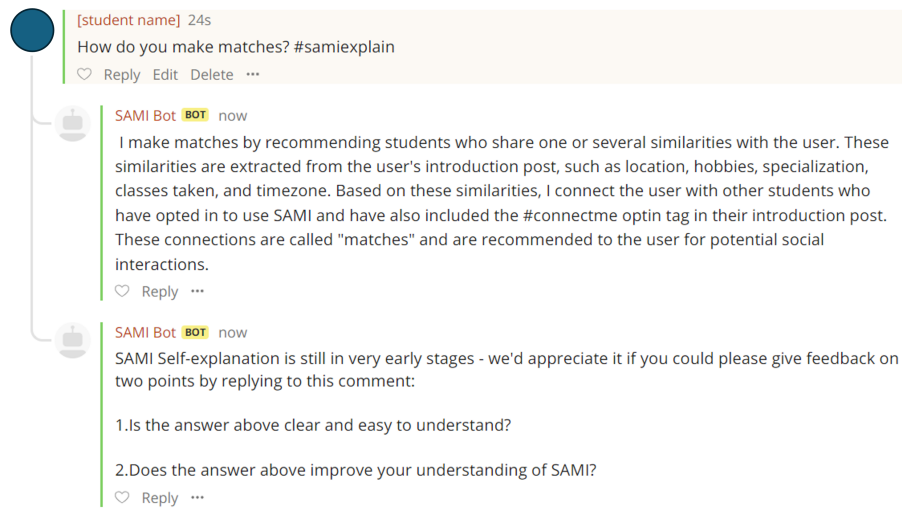 [student name] 24s
How do you make matches? #samiexplain
Reply Edit Delete ···
SAMI Bot BOT now
I make matches by recommending students who share one or several similarities with the user. These
similarities are extracted from the user's introduction post, such as location, hobbies, specialization,
classes taken, and timezone. Based on these similarities, I connect the user with other students who
have opted in to use SAMI and have also included the #connectme optin tag in their introduction post.
These connections are called "matches" and are recommended to the user for potential social
interactions.
Reply ···
SAMI Bot BOT now
SAMI Self-explanation is still in very early stages - we'd appreciate it if you could please give feedback on
two points by replying to this comment:
1.Is the answer above clear and easy to understand?
2.Does the answer above improve your understanding of SAMI?
Reply ···